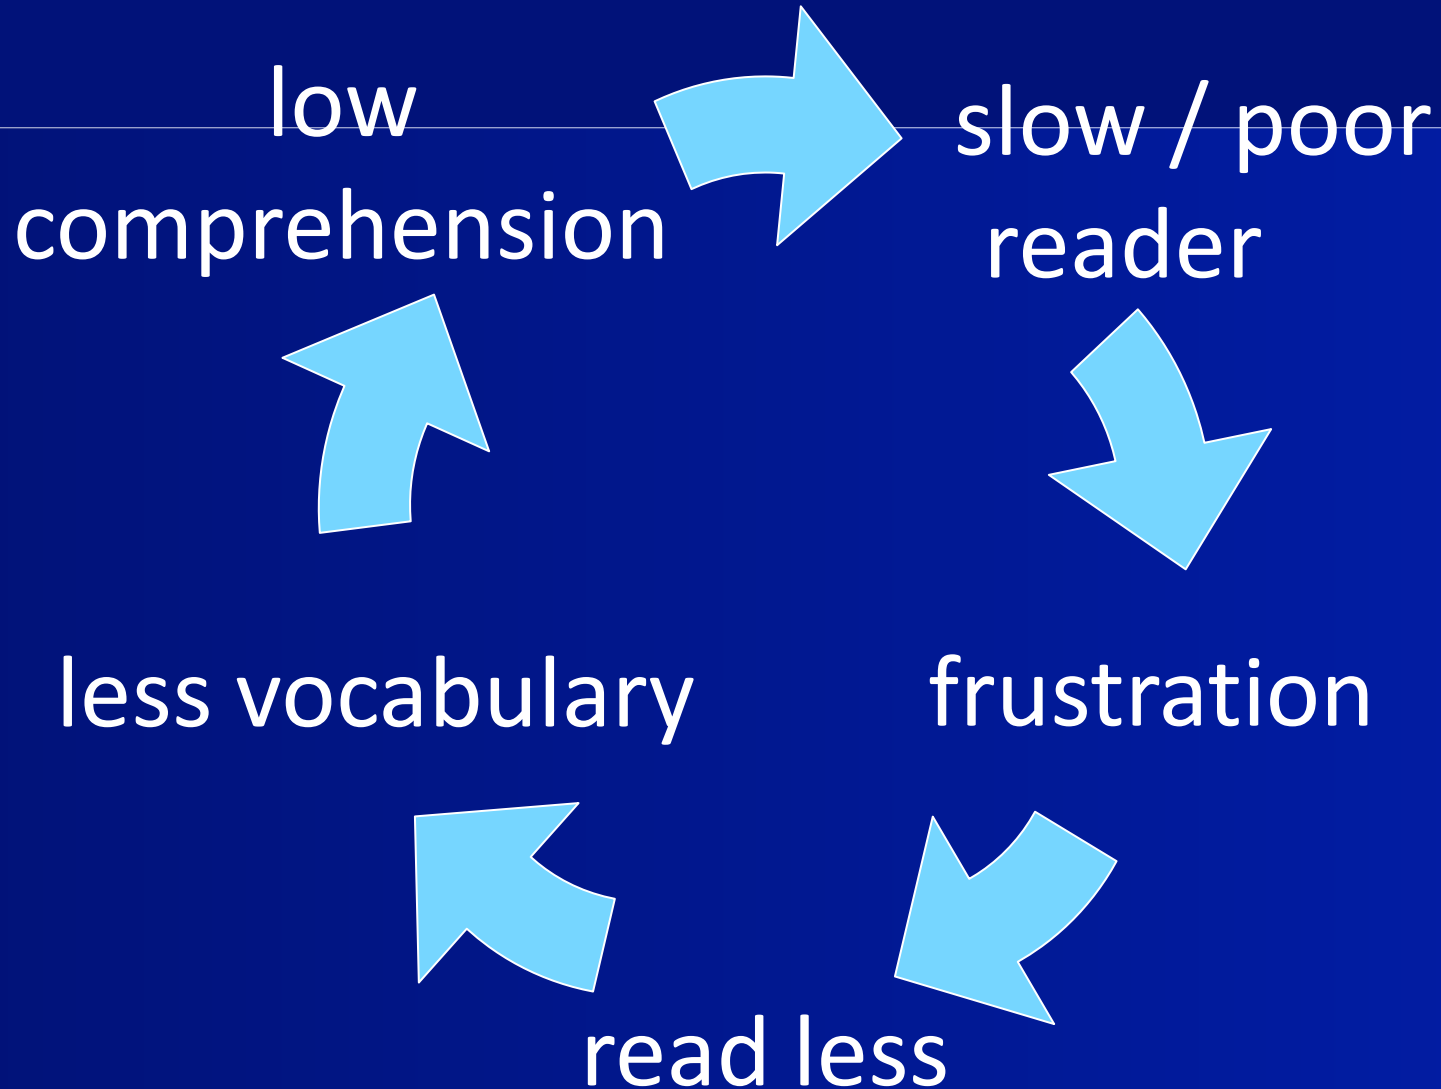 low
comprehension
slow / poor
reader
frustration
read less
less vocabulary